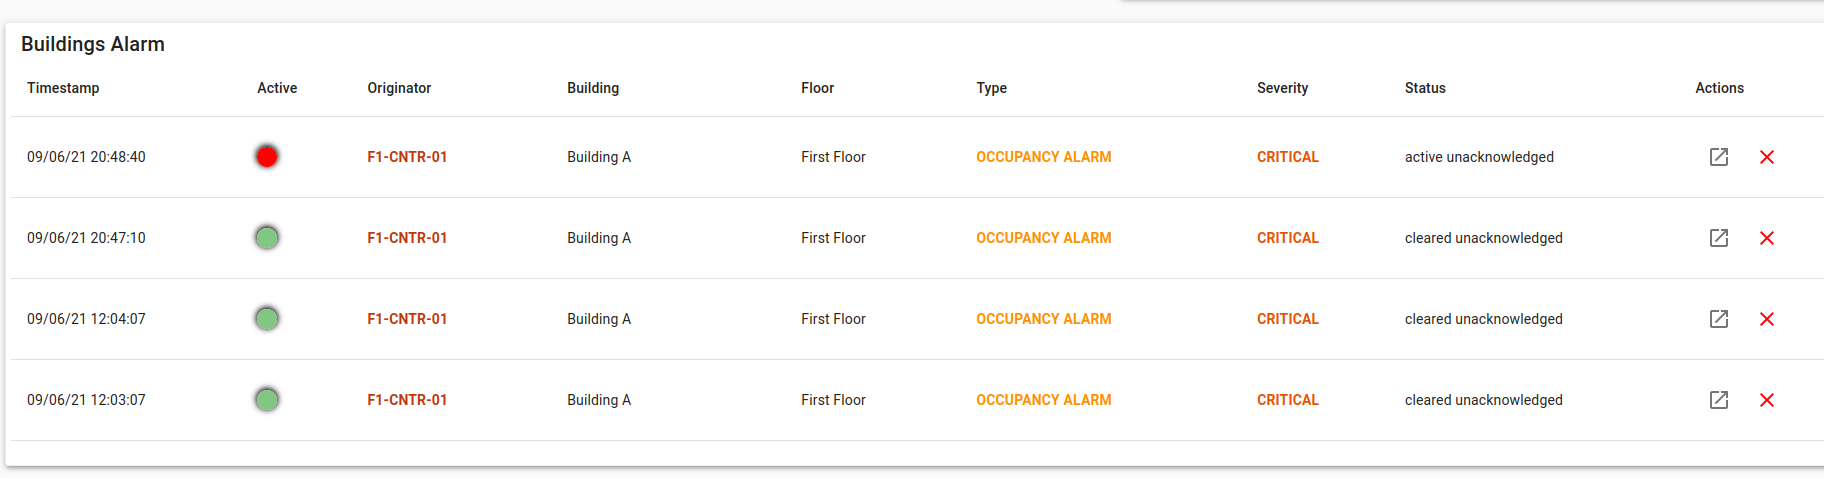 Buildings Alarm
Timestamp Active Originator Building Floor Type Severity Status Actions
09/06/21 20:48:40 F1-CNTR-01 Building A First Floor OCCUPANCY ALARM CRITICAL active unacknowledged
09/06/21 20:47:10 F1-CNTR-01 Building A First Floor OCCUPANCY ALARM CRITICAL cleared unacknowledged
09/06/21 12:04:07 F1-CNTR-01 Building A First Floor OCCUPANCY ALARM CRITICAL cleared unacknowledged
09/06/21 12:03:07 F1-CNTR-01 Building A First Floor OCCUPANCY ALARM CRITICAL cleared unacknowledged